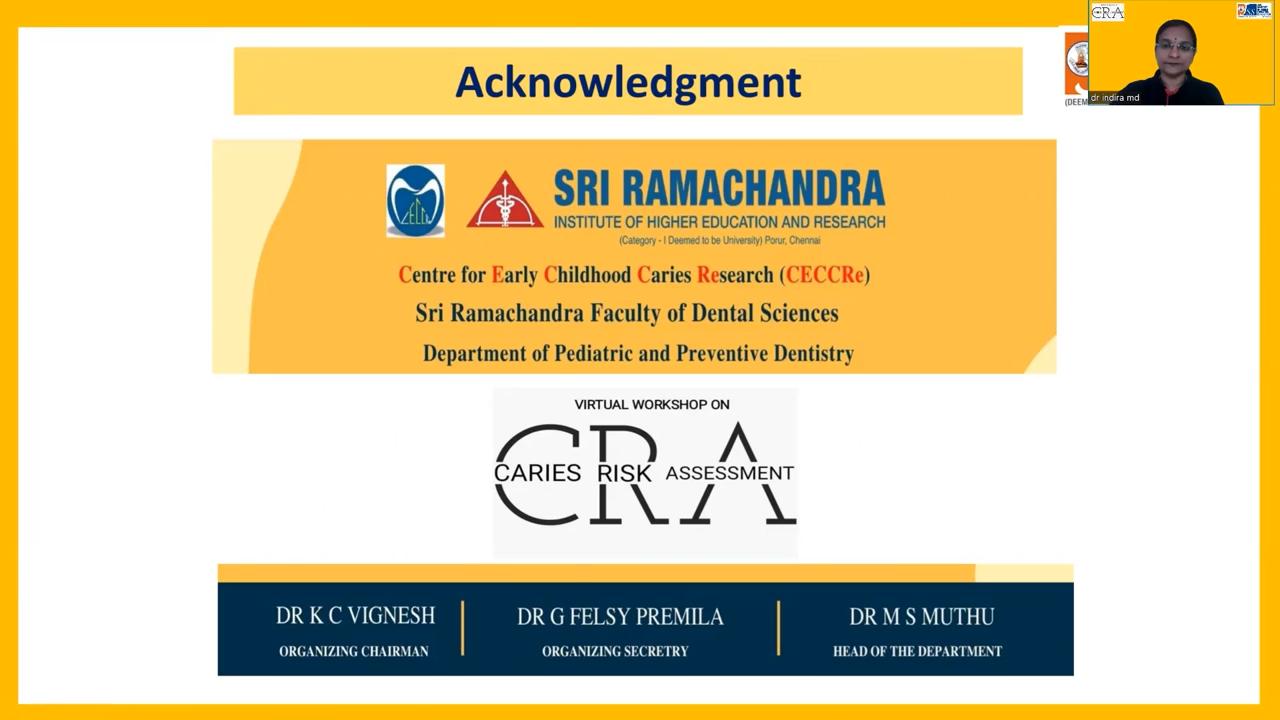 Acknowledgment
CRA
(DEEM
dr indira md
SRI RAMACHANDRA
INSTITUTE OF HIGHER EDUCATION AND RESEARCH
(Category - I Deemed to be University) Porur, Chennai
Centre for Early Childhood Caries Research (CECCRe)
Sri Ramachandra Faculty of Dental Sciences
Department of Pediatric and Preventive Dentistry
VIRTUAL WORKSHOP ON
CRA
CARIES RISK ASSESSMENT
DR K C VIGNESH
ORGANIZING CHAIRMAN
DR G FELSY PREMILA
ORGANIZING SECRETRY
DR M S MUTHU
HEAD OF THE DEPARTMENT